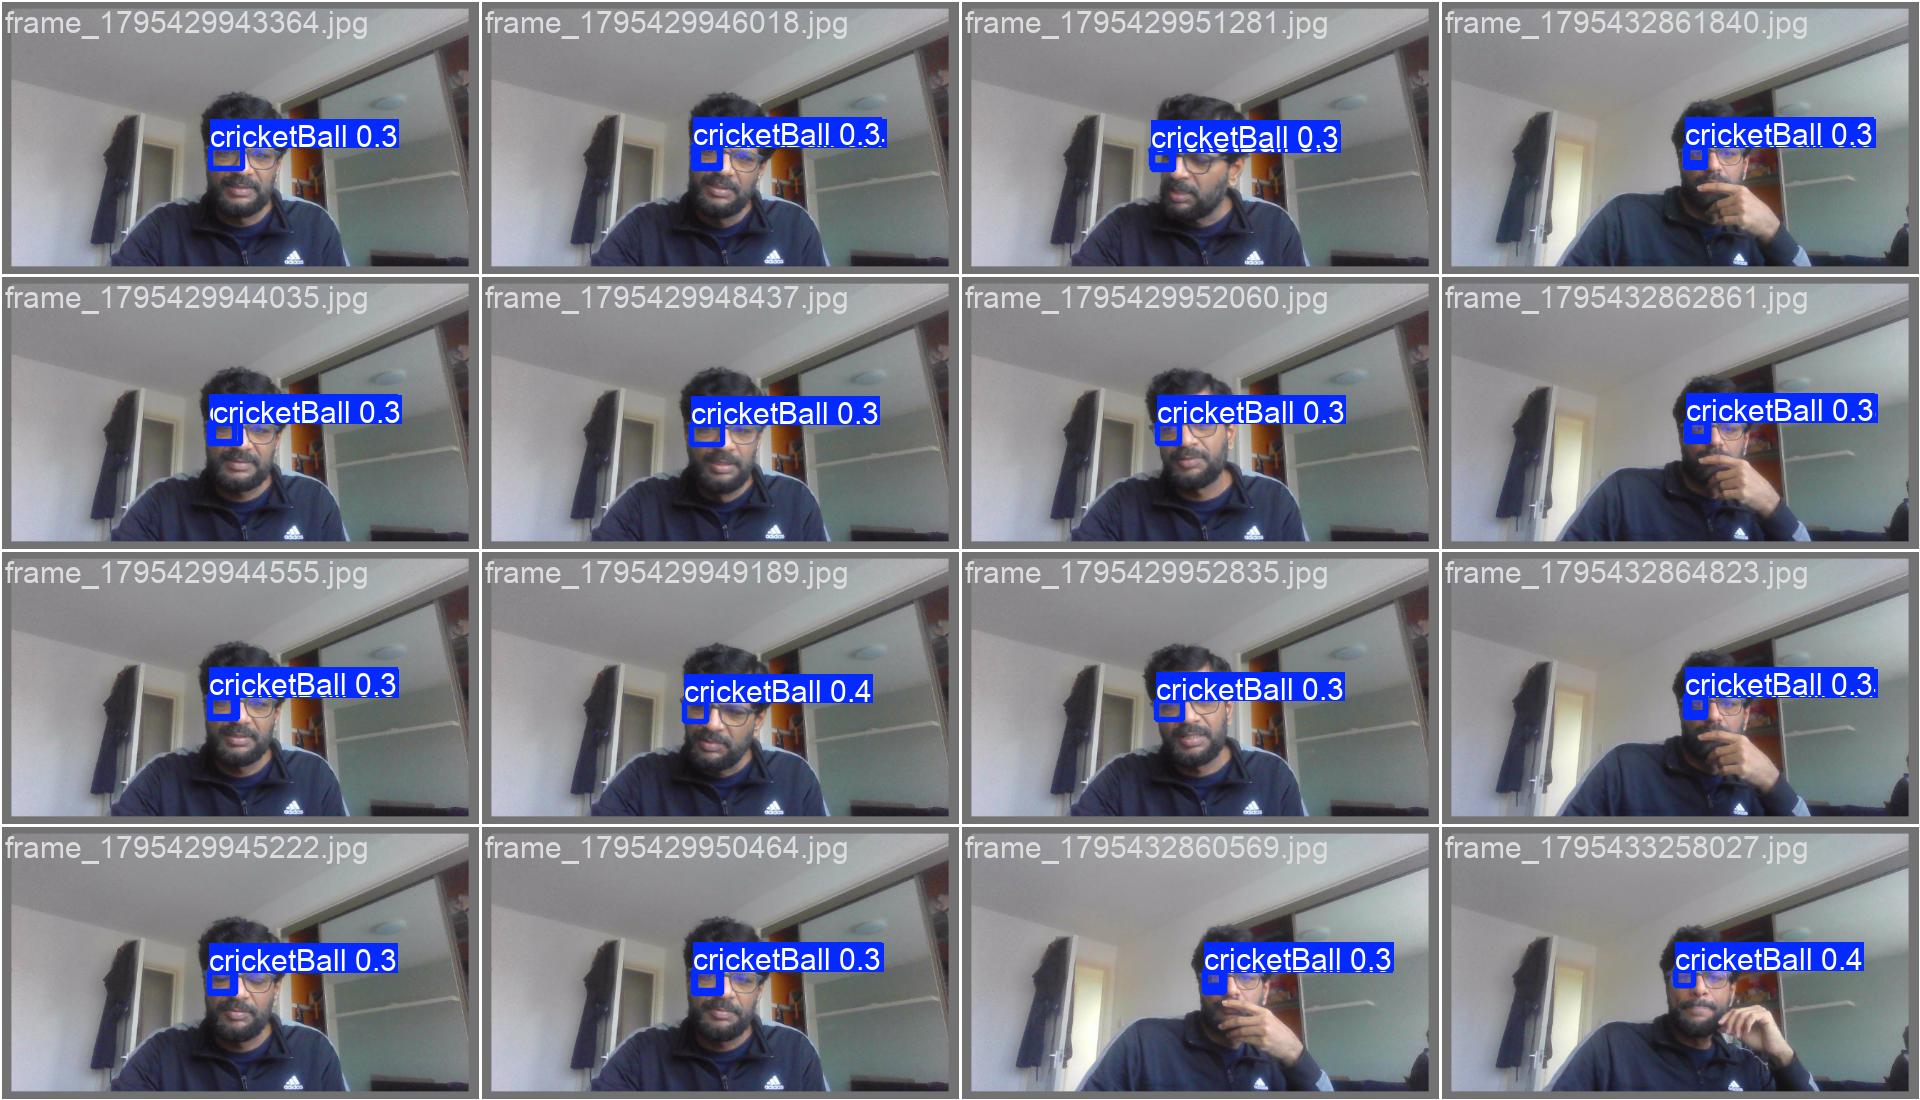 frame_1795429943364.jpg
cricketBall 0.3
frame_1795429946018.jpg
cricketBall 0.3.
frame_1795429951281.jpg
cricketBall 0.3
frame_1795432861840.jpg
cricketBall 0.3
frame_1795429944035.jpg
cricketBall 0.3
frame_1795429948437.jpg
cricketBall 0.3
frame_1795429952060.jpg
cricketBall 0.3
frame_1795432862861.jpg
cricketBall 0.3
frame_1795429944555.jpg
cricketBall 0.3
frame_1795429949189.jpg
cricketBall 0.4
frame_1795429952835.jpg
cricketBall 0.3
frame_1795432864823.jpg
cricketBall 0.3
frame_1795429945222.jpg
cricketBall 0.3
frame_1795429950464.jpg
cricketBall 0.3
frame_1795432860569.jpg
cricketBall 0.3
frame_1795433258027.jpg
cricketBall 0.4